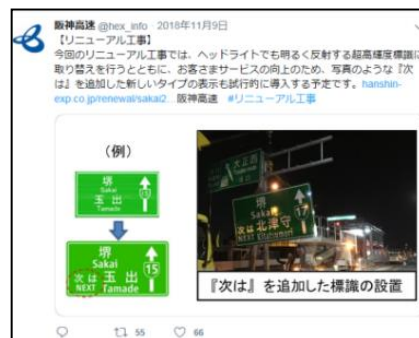 阪神高速 @hex_info · 2018年11月9日
【リニューアル工事】
今回のリニューアル工事では、ヘッドライトでも明るく反射する超高輝度標識に
取り替えを行うとともに、お客さまサービスの向上のため、写真のような『次
は』を追加した新しいタイプの表示も試行的に導入する予定です。hanshin-
exp.co.jp/renewal/sakai2... 阪神高速 #リニューアル工事
(例)
堺
Sakai
玉出
Tamade
15
堺
Sakai
次は 玉出
NEXT Tamade
15
大正西
堺
Sakai
次は 北津守
NEXT Kitatsumori
17
『次は』を追加した標識の設置
55
66